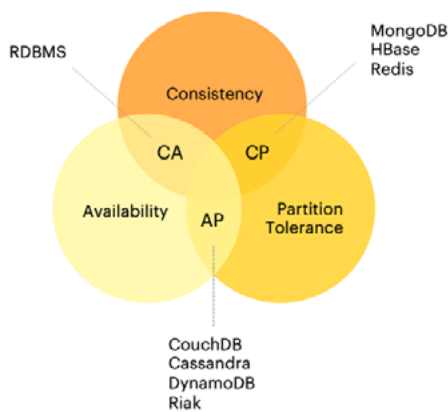 RDBMS
MongoDB
HBase
Redis
Consistency
CA
CP
Availability
AP
Partition
Tolerance
CouchDB
Cassandra
DynamoDB
Riak